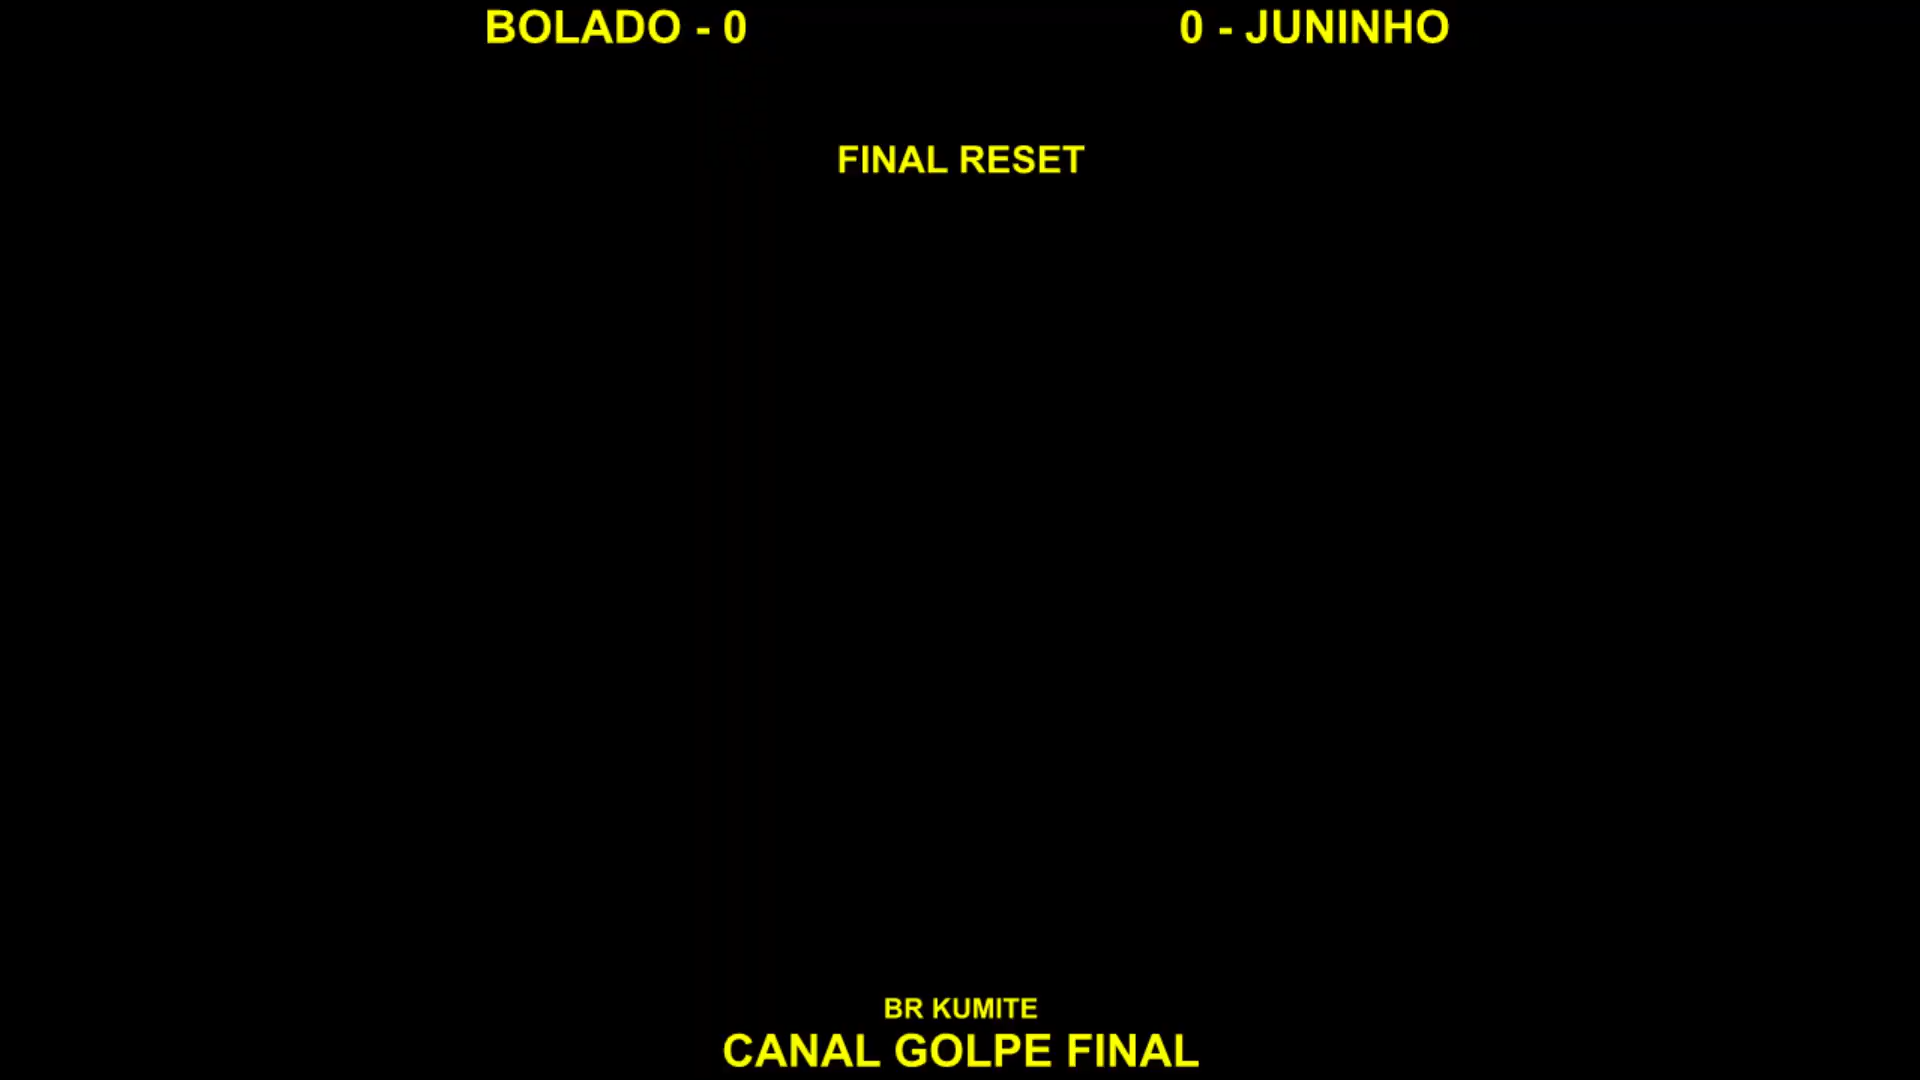 BOLADO - 0
0 - JUNINHO
FINAL RESET
BR KUMITE
CANAL GOLPE FINAL